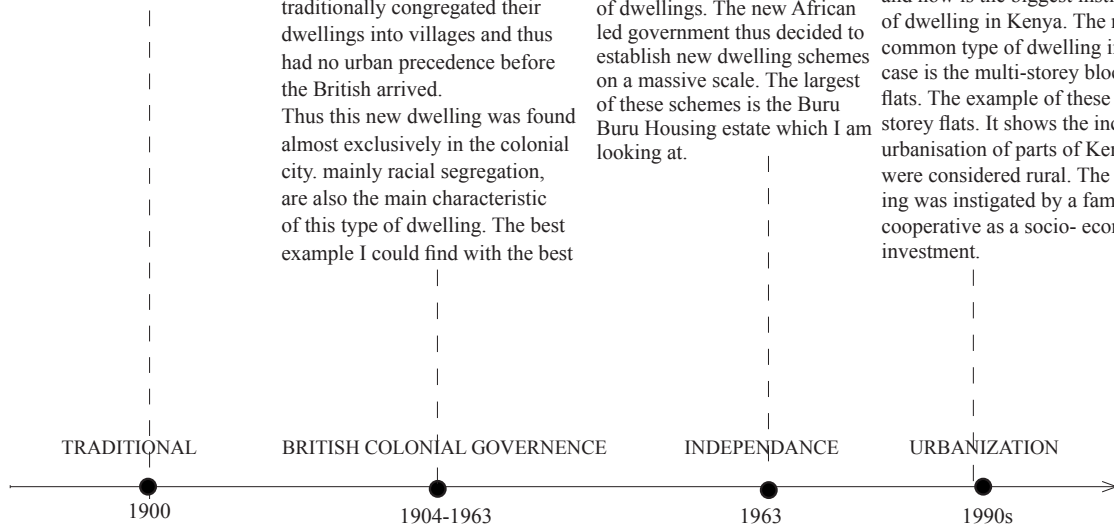 traditionally congregated their
dwellings into villages and thus
had no urban precedence before
the British arrived.
Thus this new dwelling was found
almost exclusively in the colonial
city. mainly racial segregation,
are also the main characteristic
of this type of dwelling. The best
example I could find with the best
of dwellings. The new African
led government thus decided to
establish new dwelling schemes
on a massive scale. The largest
of these schemes is the Buru
Buru Housing estate which I am
looking at.
and now is the biggest
of dwelling in Kenya. The
common type of dwelling
case is the multi-storey
flats. The example of these
storey flats. It shows the
urbanisation of parts of
were considered rural. The
ing was instigated by a
cooperative as a socio-
investment.
TRADITIONAL
BRITISH COLONIAL GOVERNENCE
INDEPENDANCE
URBANIZATION
1900
1904-1963
1963
1990s